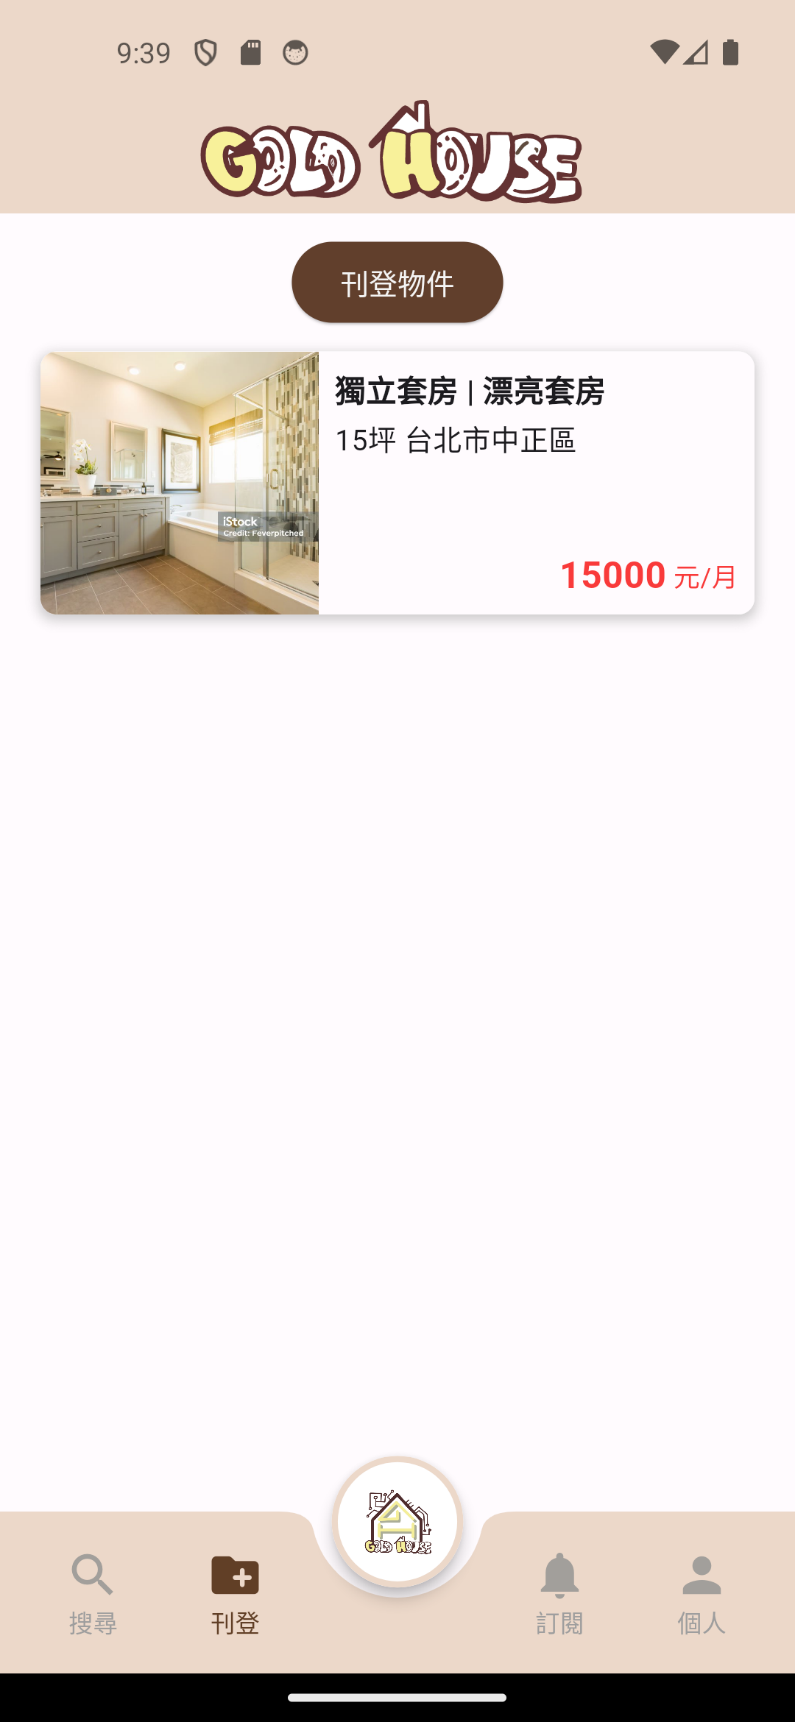 9:39
GOLD HOUSE
刊登物件
獨立套房 | 漂亮套房
15坪 台北市中正區
iStock
Credit: Feverpitched
15000 元/月
GOLD HOUSE
搜尋
刊登
訂閱
個人